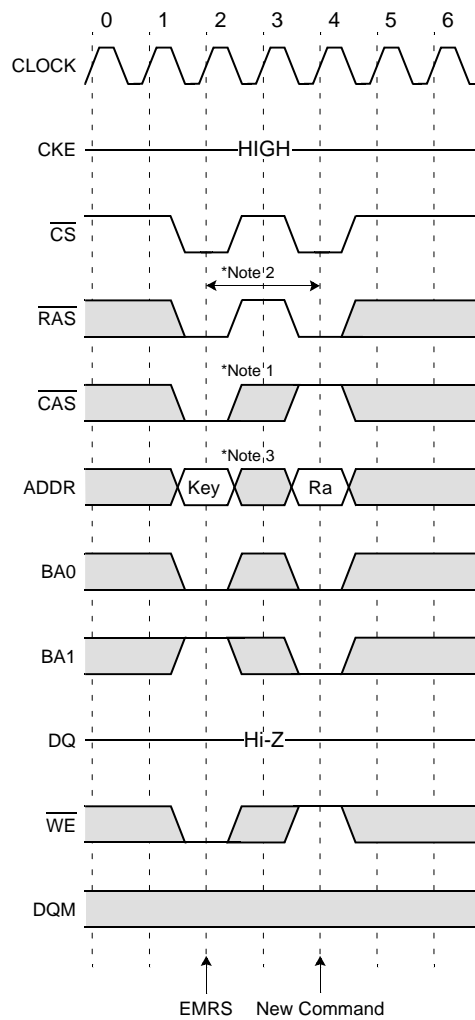 0 1 2 3 4 5 6
CLOCK
CKE HIGH
CS
*Note 2
RAS
*Note 1
CAS
*Note 3
ADDR Key Ra
BA0
BA1
DQ Hi-Z
WE
DQM
EMRS New Command